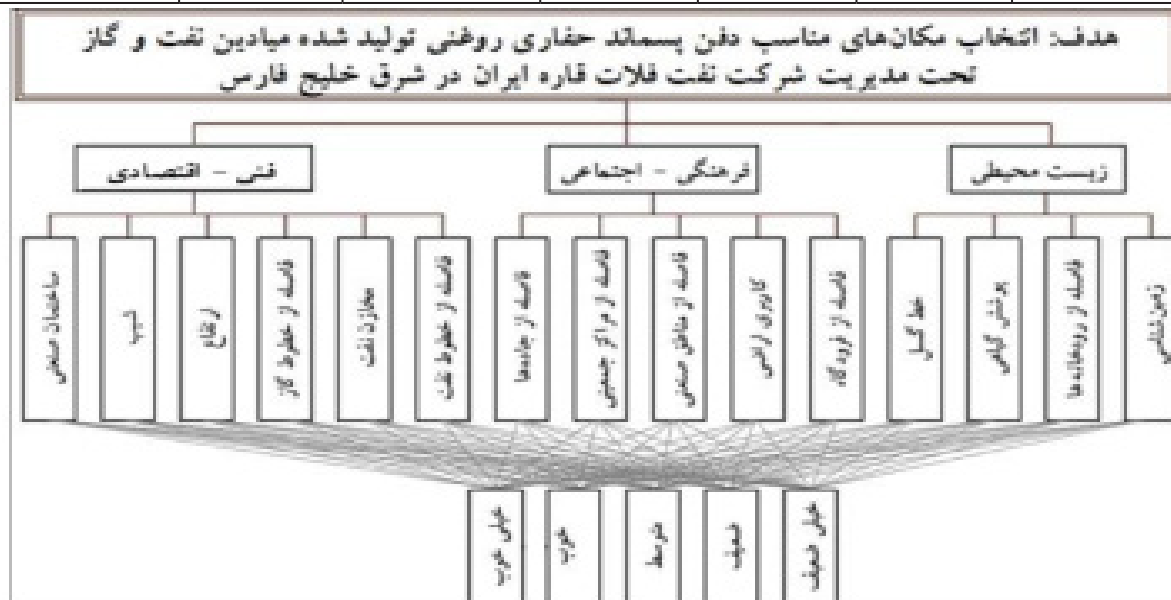 هدف: انتخاب مکان‌های مناسب دفن پسماند حفاری روغنی تولید شده میادین نفت و گاز
تحت مدیریت شرکت نفت فلات قاره ایران در شرق خلیج فارس
زیست محیطی
فرهنگی - اجتماعی
فنی - اقتصادی
زمین‌شناسی
فاصله از رودخانه‌ها
پوشش گیاهی
خط گسل
فاصله از فرودگاه
کاربری اراضی
فاصله از مناطق صنعتی
فاصله از مراکز جمعیتی
فاصله از جاده‌ها
فاصله از خطوط نفت
مخازن نفت
فاصله از خطوط گاز
ارتفاع
شیب
ساختمان صنعتی
خیلی ضعیف
ضعیف
متوسط
خوب
خیلی خوب